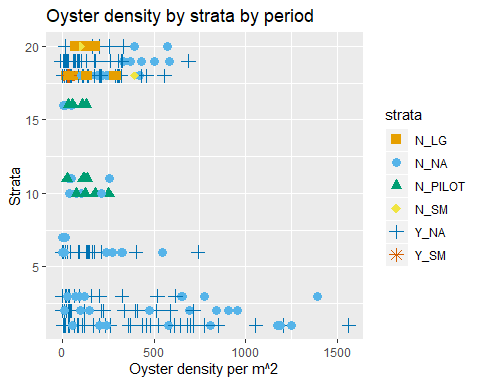 Oyster density by strata by period
20
15
10
5
Strata
0
500
1000
1500
Oyster density per m^2
strata
N_LG
N_NA
N_PILOT
N_SM
Y_NA
Y_SM